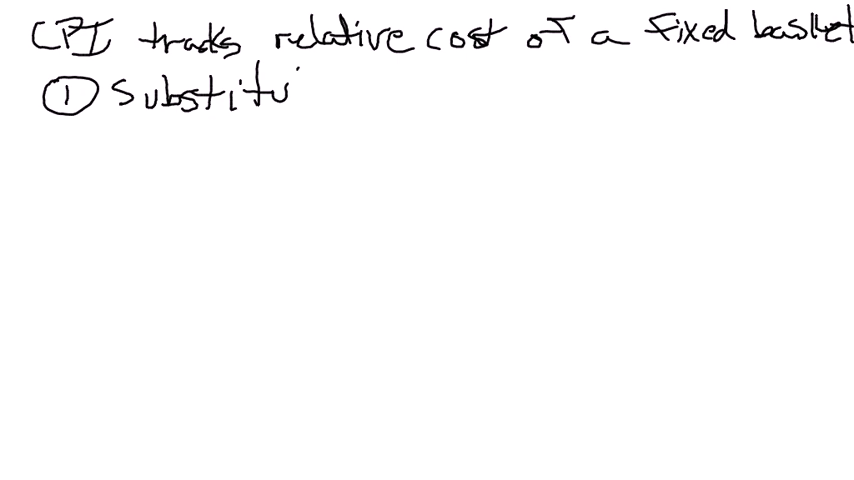 CPI tracks relative cost of a fixed basket
① Substitu